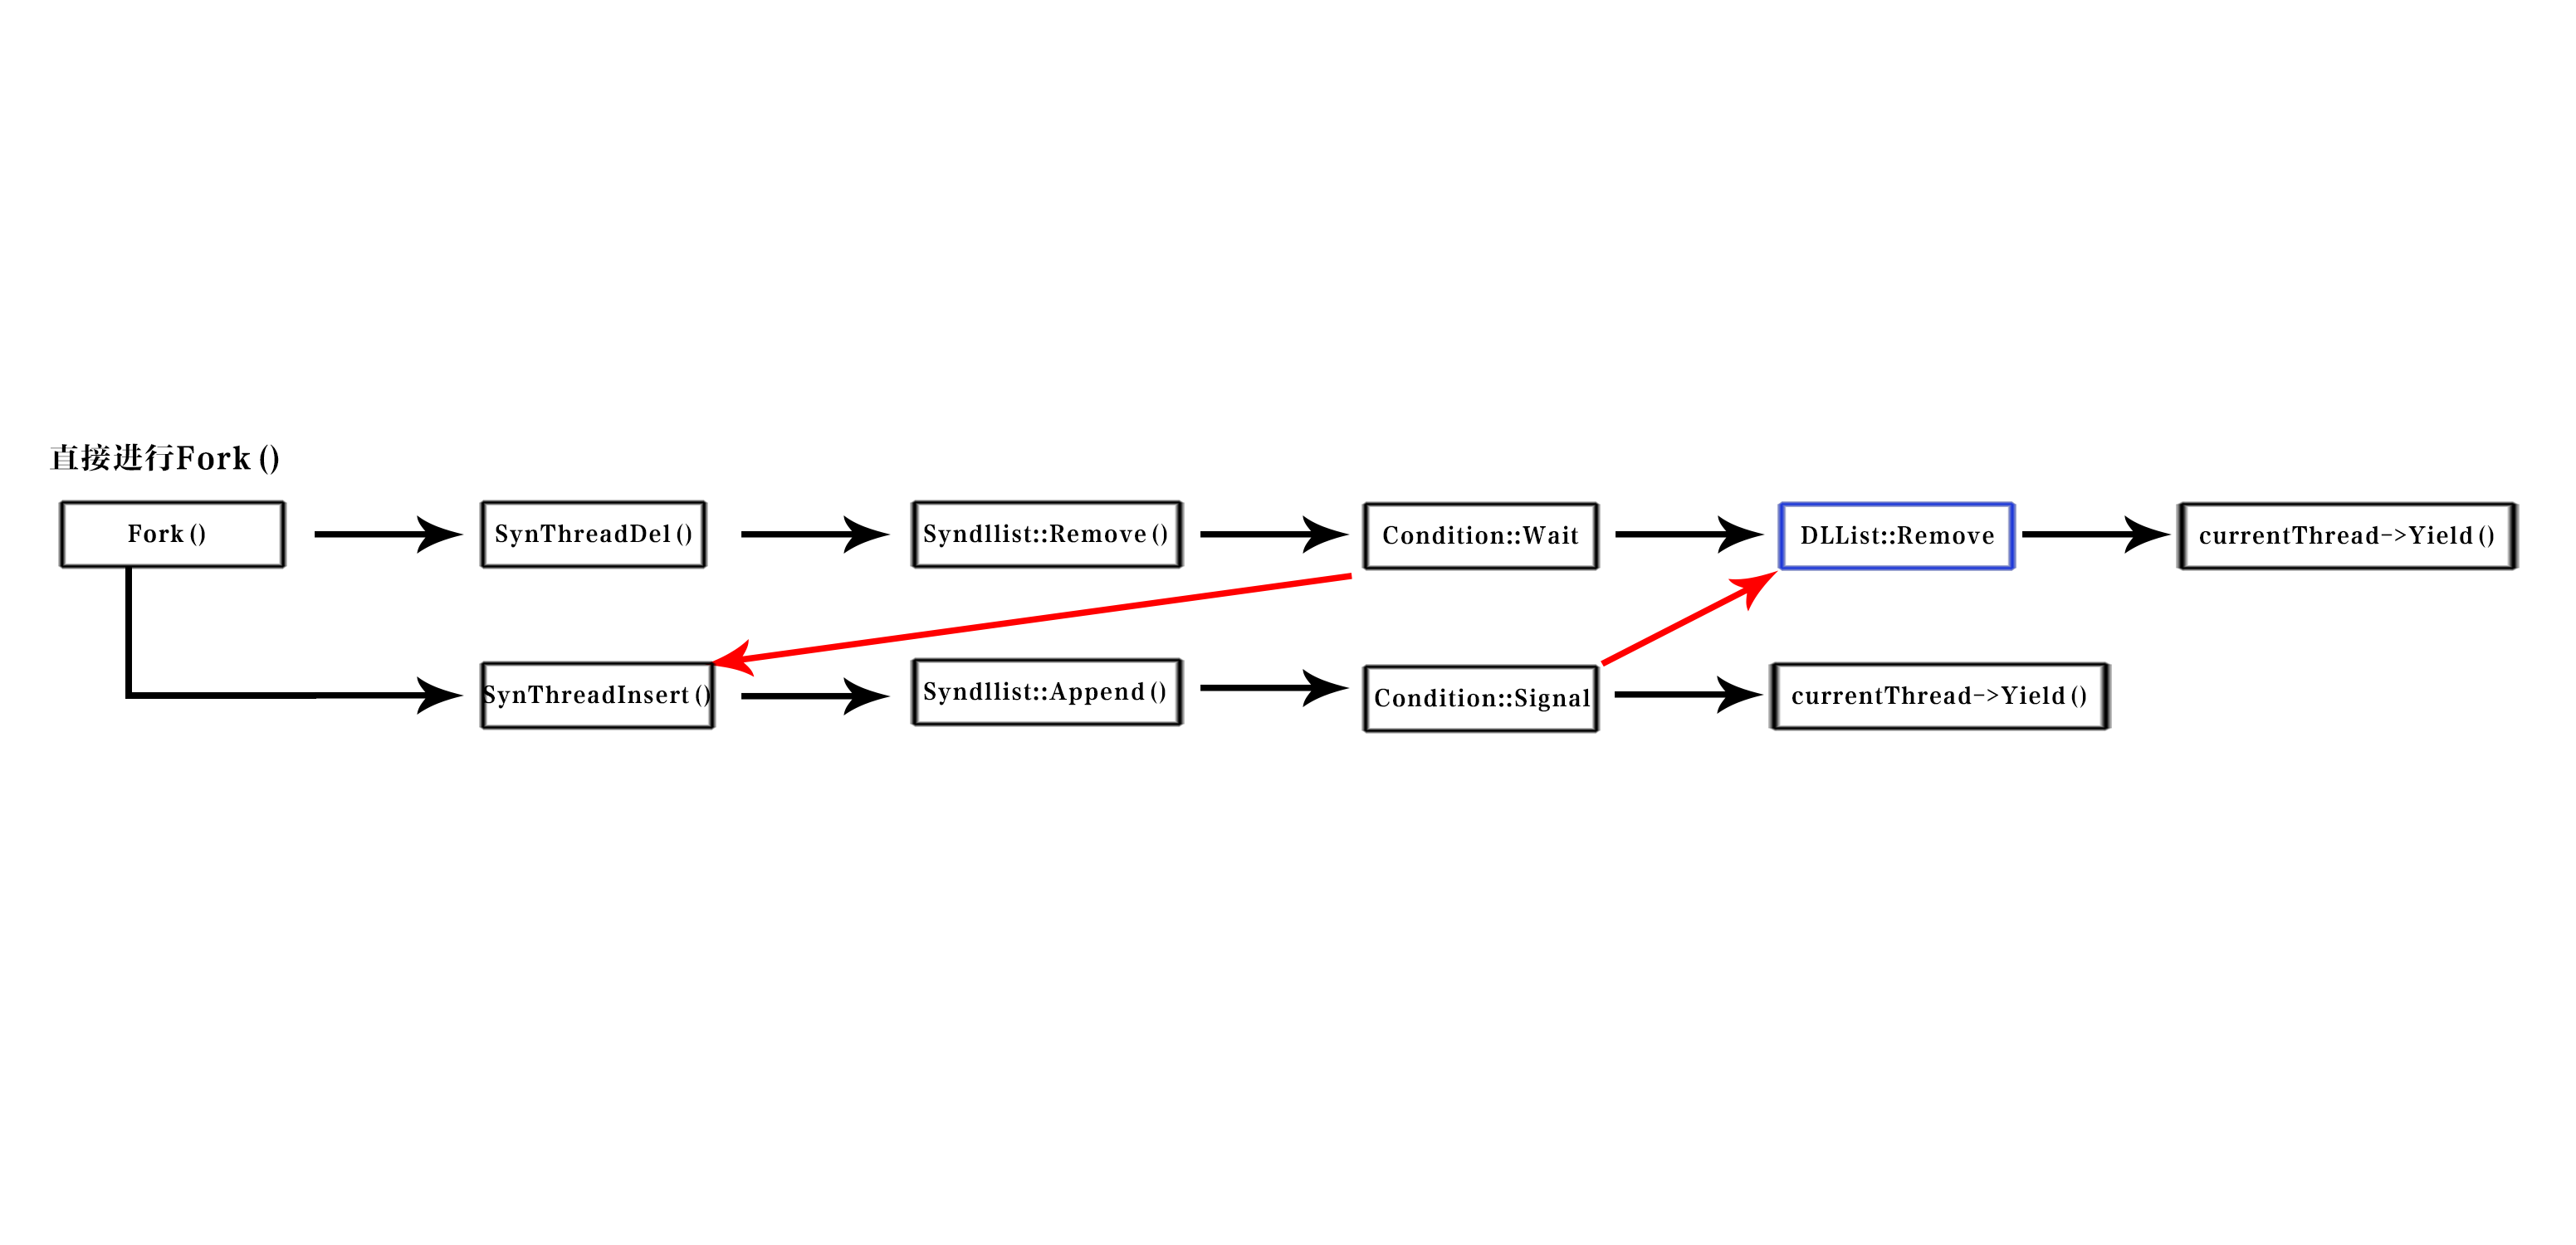 直接进行Fork()
Fork()
SynThreadDel()
Syndllist::Remove()
Condition::Wait
DLList::Remove
currentThread->Yield()
SynThreadInsert()
Syndllist::Append()
Condition::Signal
currentThread->Yield()